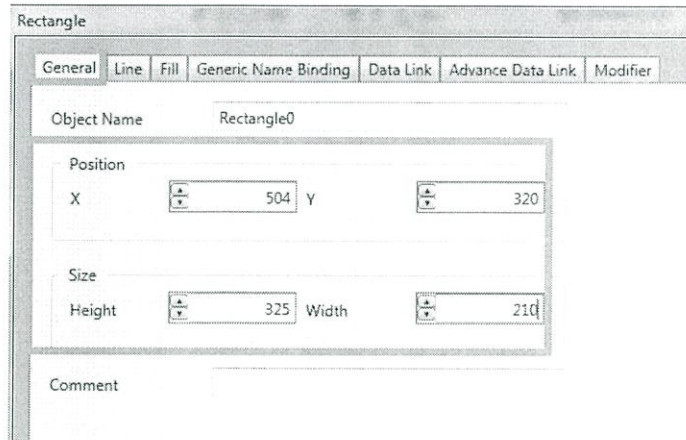 Rectangle
General Line Fill Generic Name Binding Data Link Advance Data Link Modifier
Object Name Rectangle0
Position
X 504 Y 320
Size
Height 325 Width 210
Comment